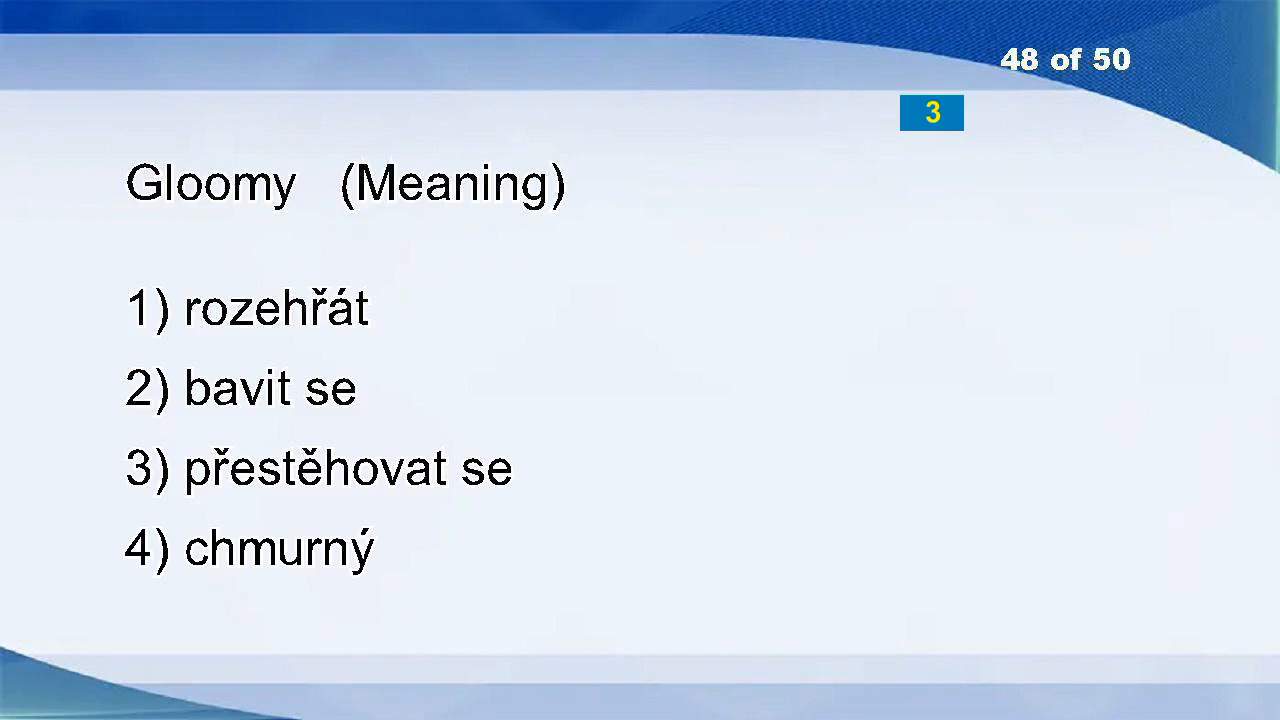 48 of 50
3
Gloomy (Meaning)
1) rozehřát
2) bavit se
3) přestěhovat se
4) chmurný